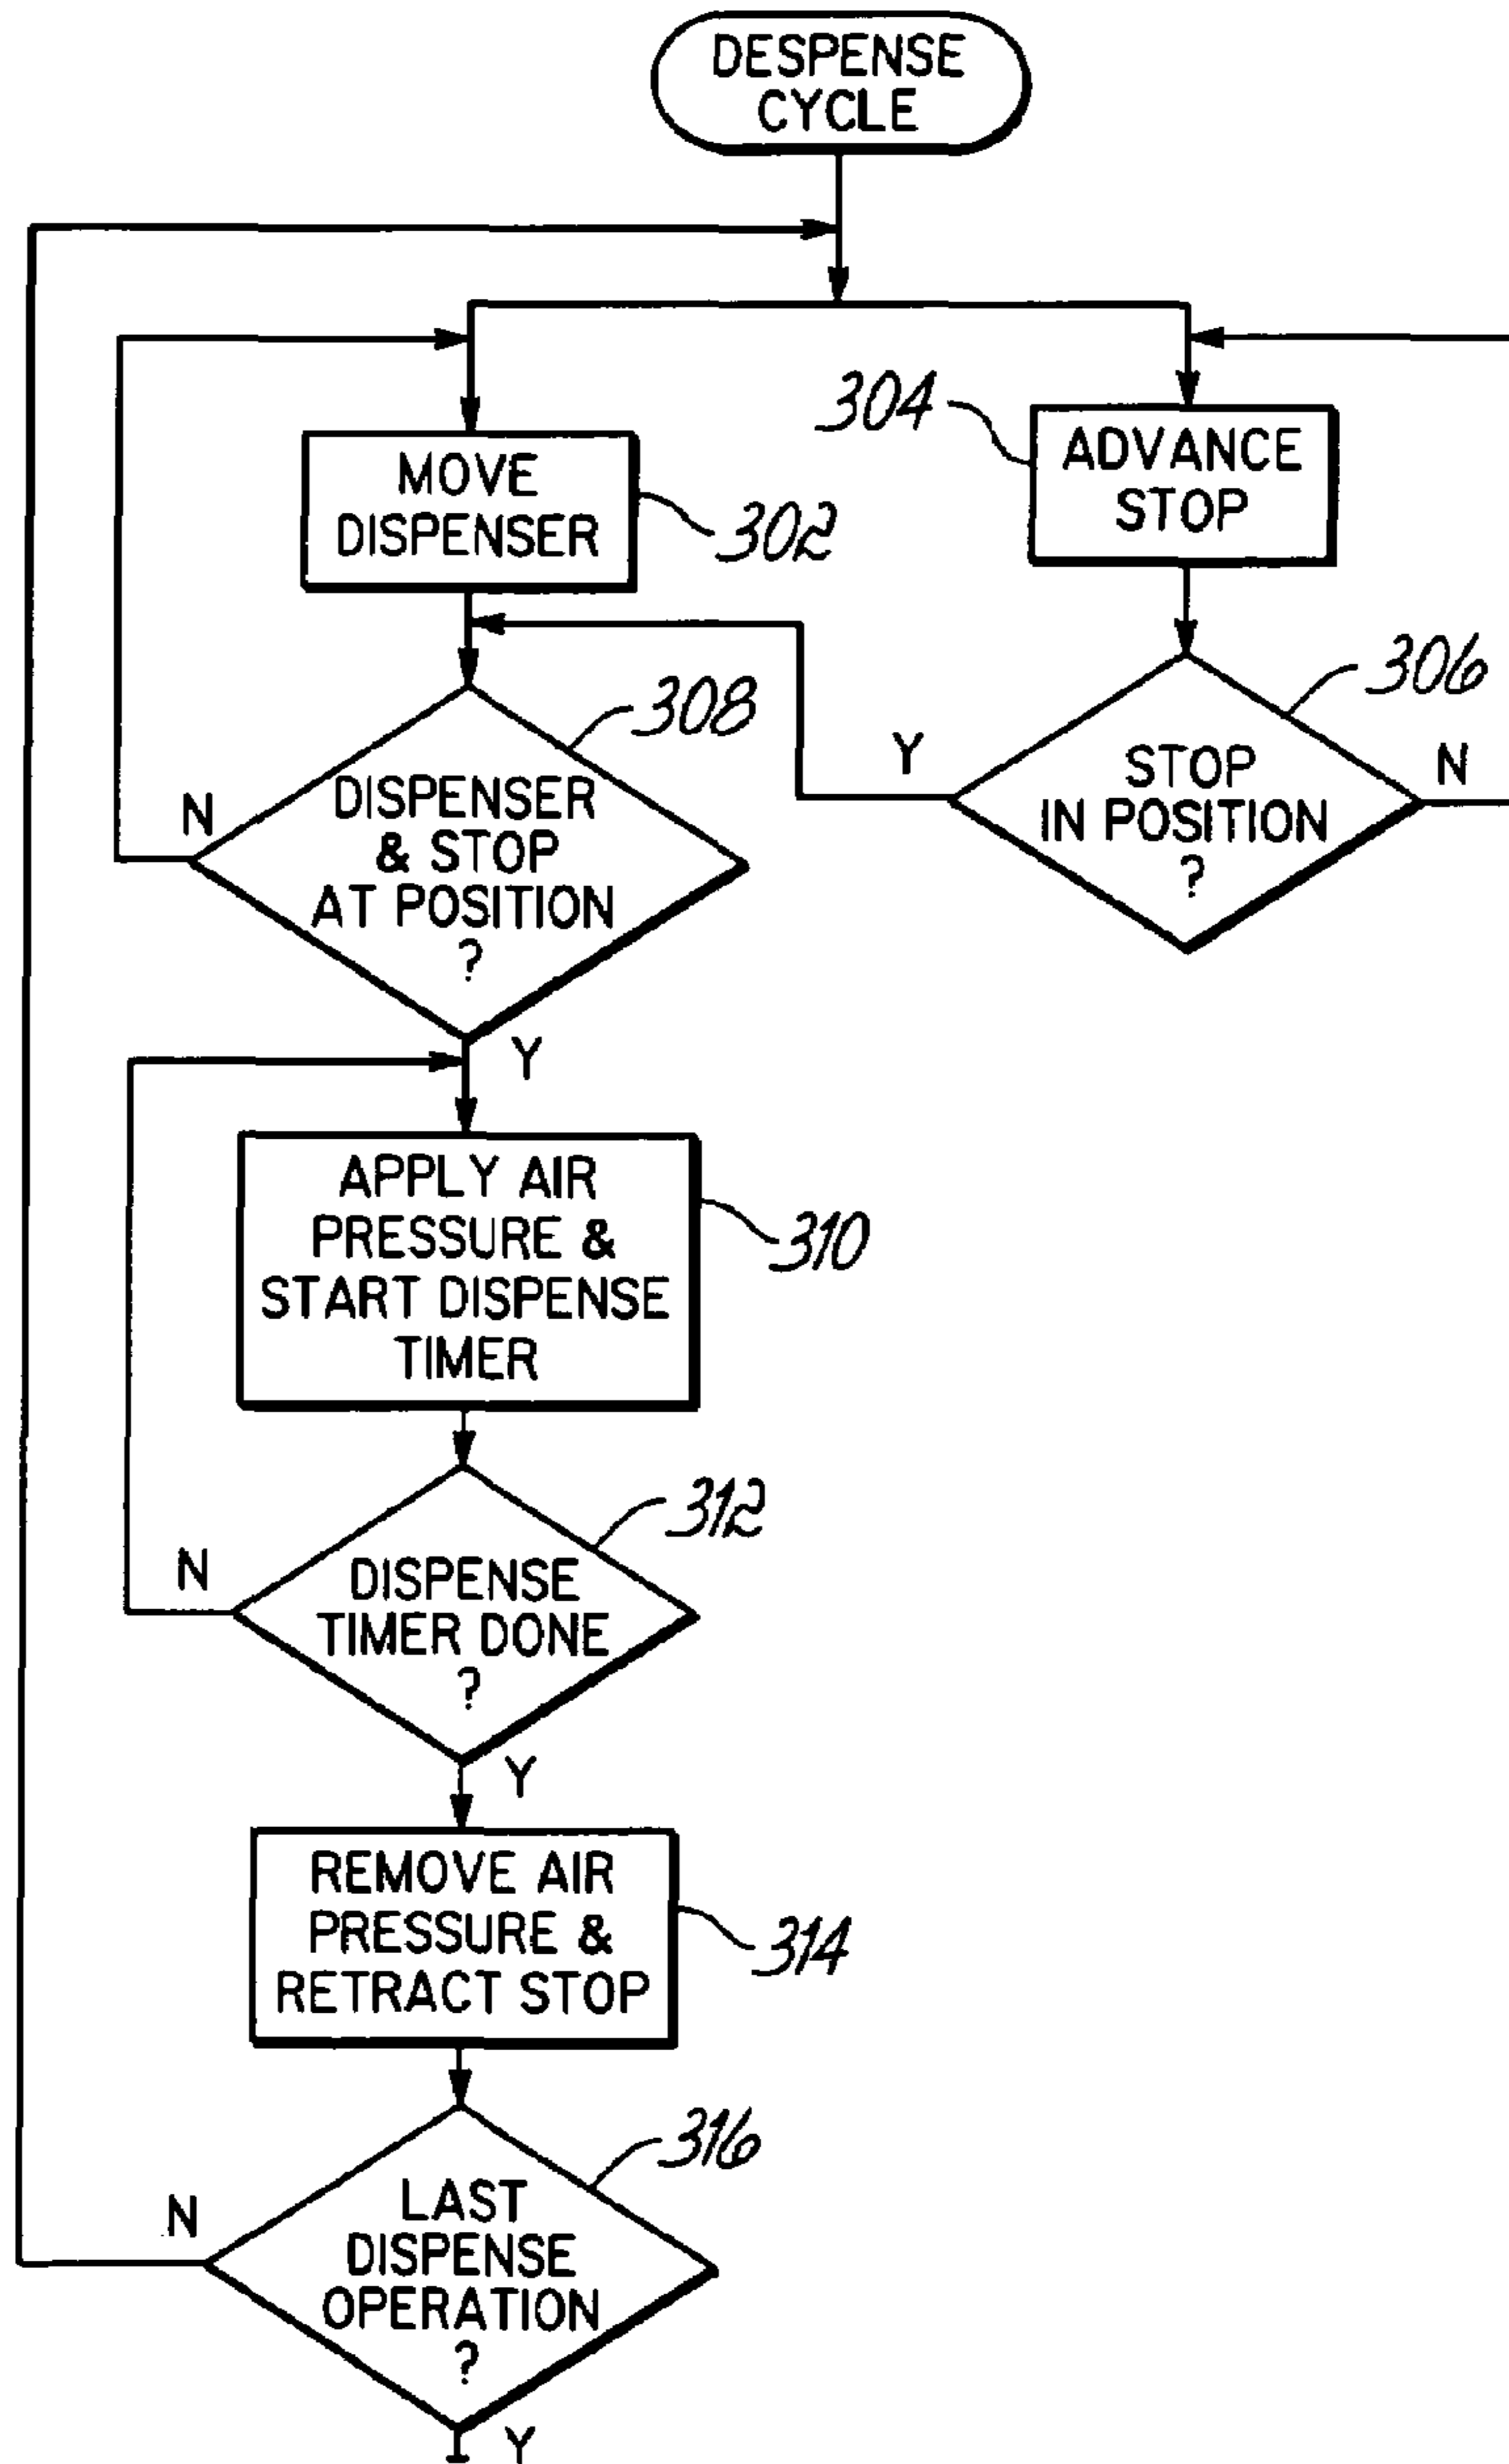 DESPENSE
CYCLE
304
ADVANCE
STOP
MOVE
DISPENSER
302
306
STOP
IN POSITION
?
Y
N
308
DISPENSER
& STOP
AT POSITION
?
N
Y
APPLY AIR
PRESSURE &
START DISPENSE
TIMER
310
312
DISPENSE
TIMER DONE
?
N
Y
REMOVE AIR
PRESSURE &
RETRACT STOP
314
316
LAST
DISPENSE
OPERATION
?
N
Y